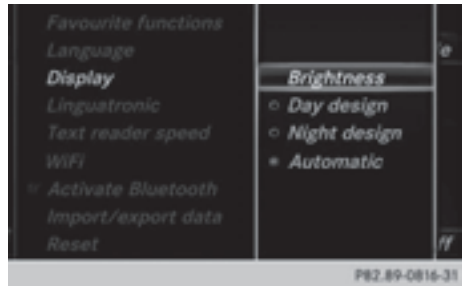 Favourite functions
Language
Display
Linguatronic
Text reader speed
WiFi
Activate Bluetooth
Import/export data
Reset
Brightness
Day design
Night design
Automatic
e
ff
P82.89-0816-31